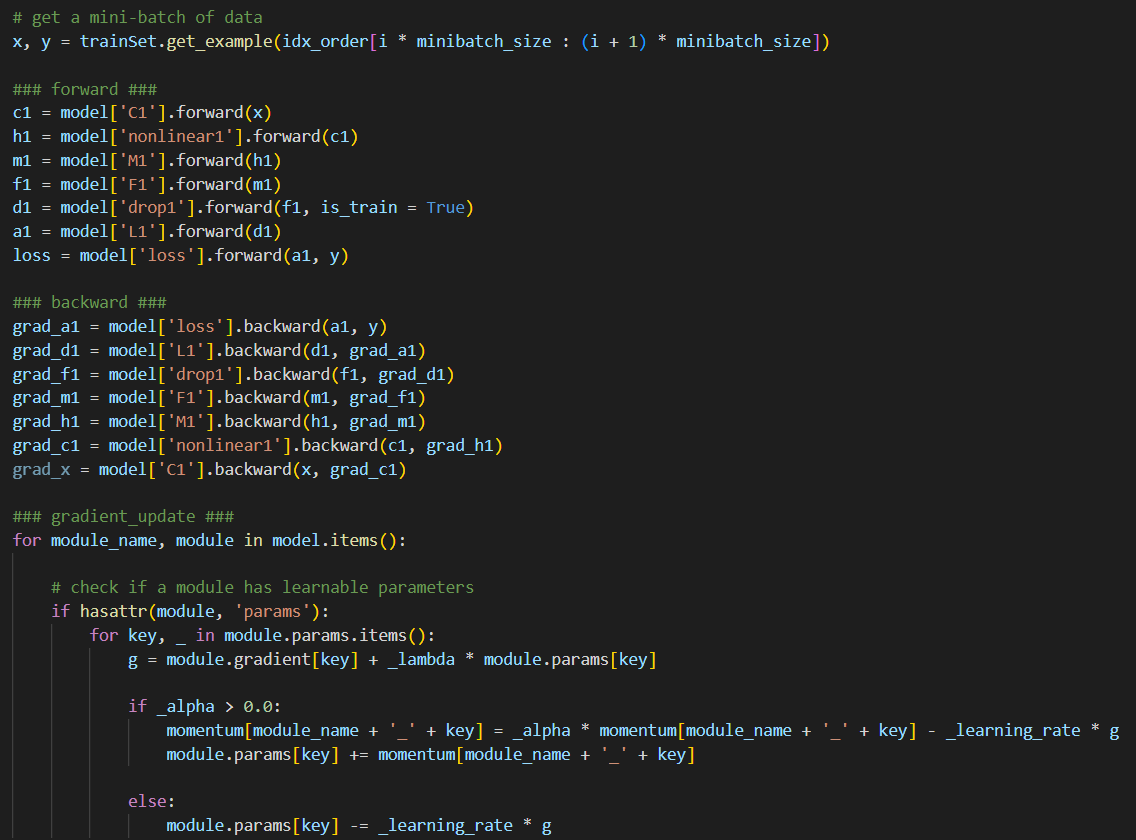 # get a mini-batch of data
x, y = trainSet.get_example(idx_order[i * minibatch_size : (i + 1) * minibatch_size])
### forward ###
c1 = model['C1'].forward(x)
h1 = model['nonlinear1'].forward(c1)
m1 = model['M1'].forward(h1)
f1 = model['F1'].forward(m1)
d1 = model['drop1'].forward(f1, is_train = True)
a1 = model['L1'].forward(d1)
loss = model['loss'].forward(a1, y)
### backward ###
grad_a1 = model['loss'].backward(a1, y)
grad_d1 = model['L1'].backward(d1, grad_a1)
grad_f1 = model['drop1'].backward(f1, grad_d1)
grad_m1 = model['F1'].backward(m1, grad_f1)
grad_h1 = model['M1'].backward(h1, grad_m1)
grad_c1 = model['nonlinear1'].backward(c1, grad_h1)
grad_x = model['C1'].backward(x, grad_c1)
### gradient_update ###
for module_name, module in model.items():
    # check if a module has learnable parameters
    if hasattr(module, 'params'):
        for key, _ in module.params.items():
            g = module.gradient[key] + _lambda * module.params[key]
            if _alpha > 0.0:
                momentum[module_name + '_' + key] = _alpha * momentum[module_name + '_' + key] - _learning_rate * g
                module.params[key] += momentum[module_name + '_' + key]
            else:
                module.params[key] -= _learning_rate * g